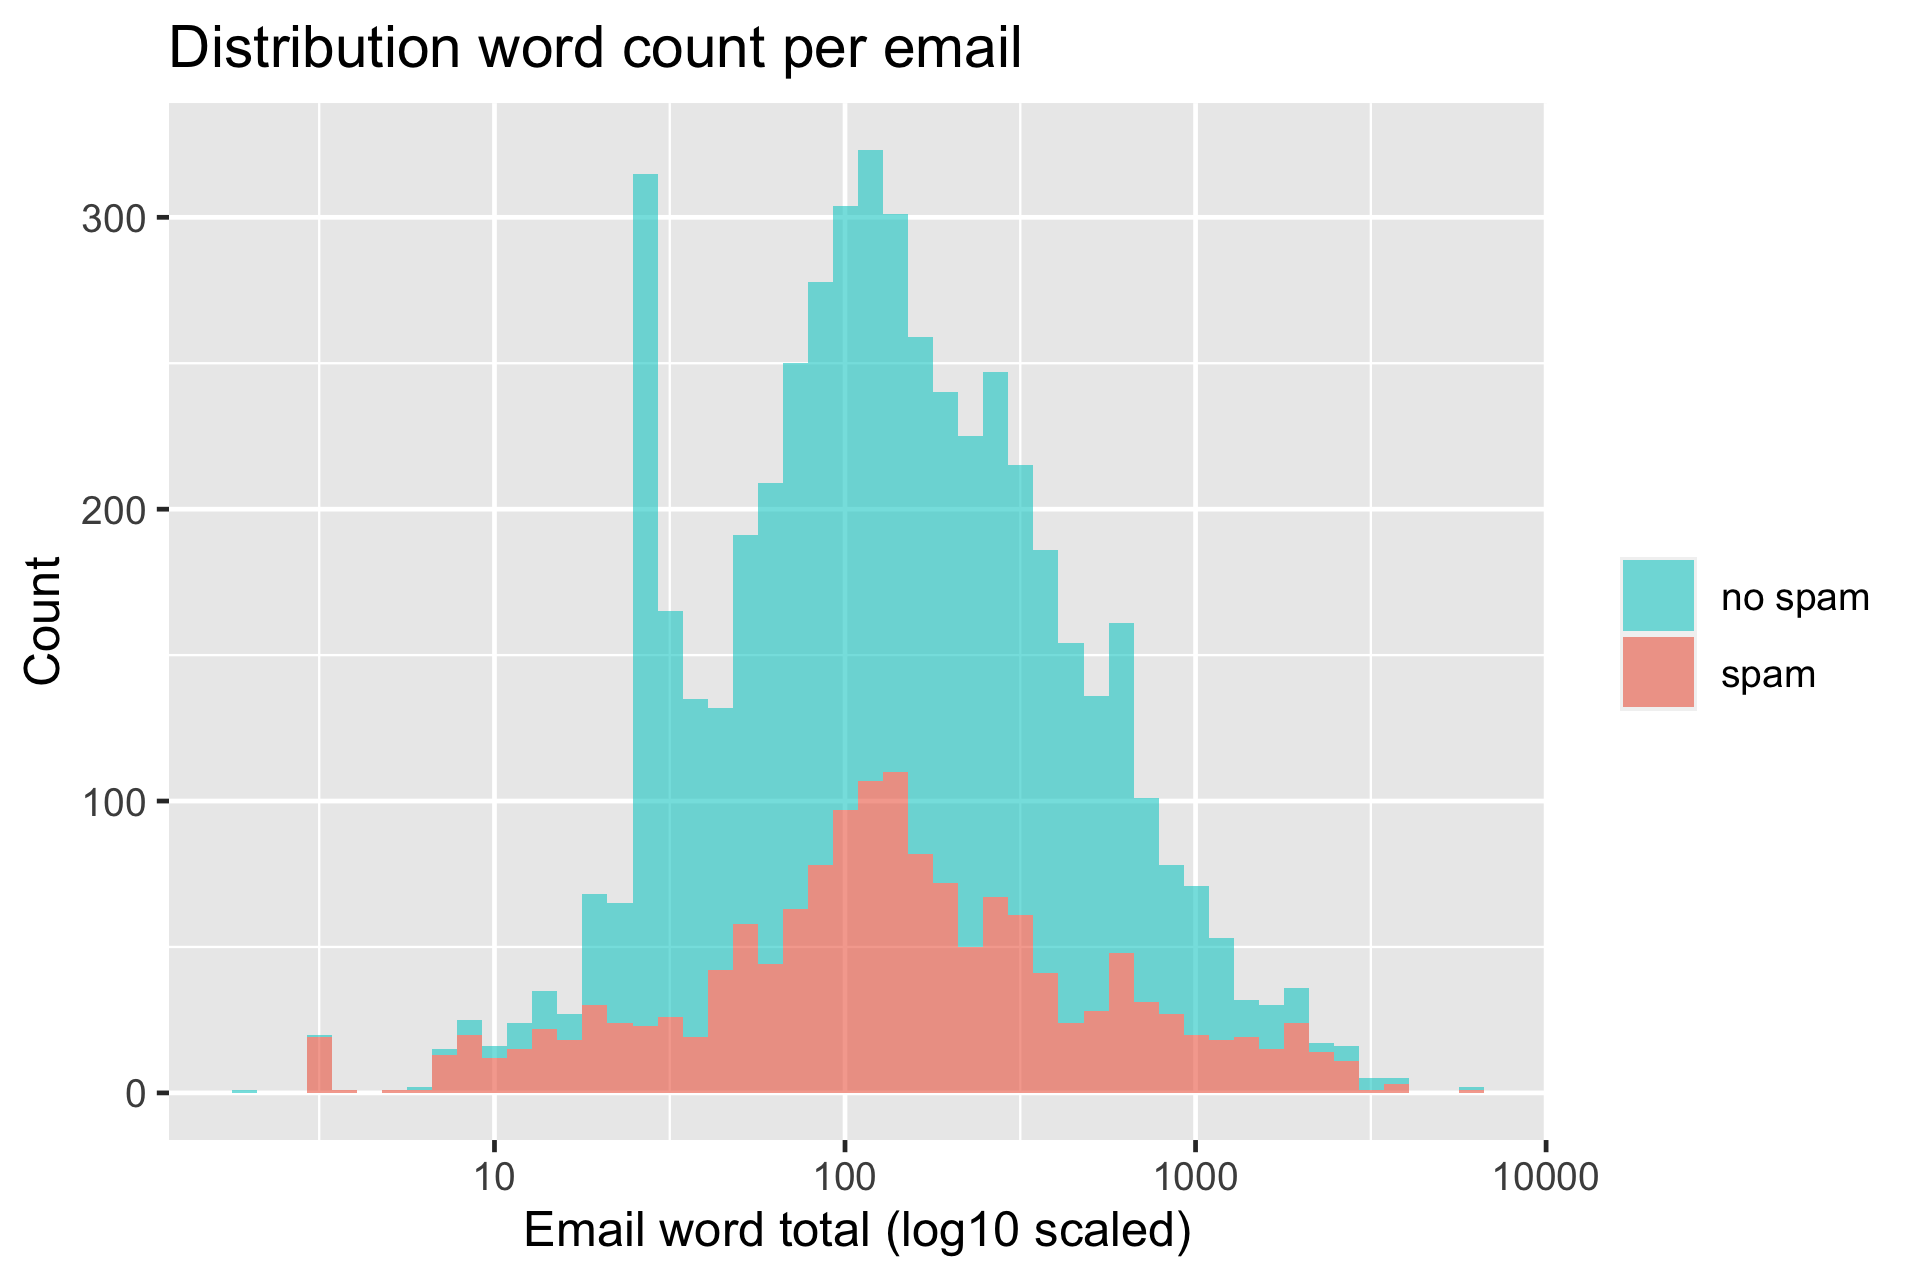 Distribution word count per email
Count
300
200
100
0
10
100
1000
10000
Email word total (log10 scaled)
no spam
spam